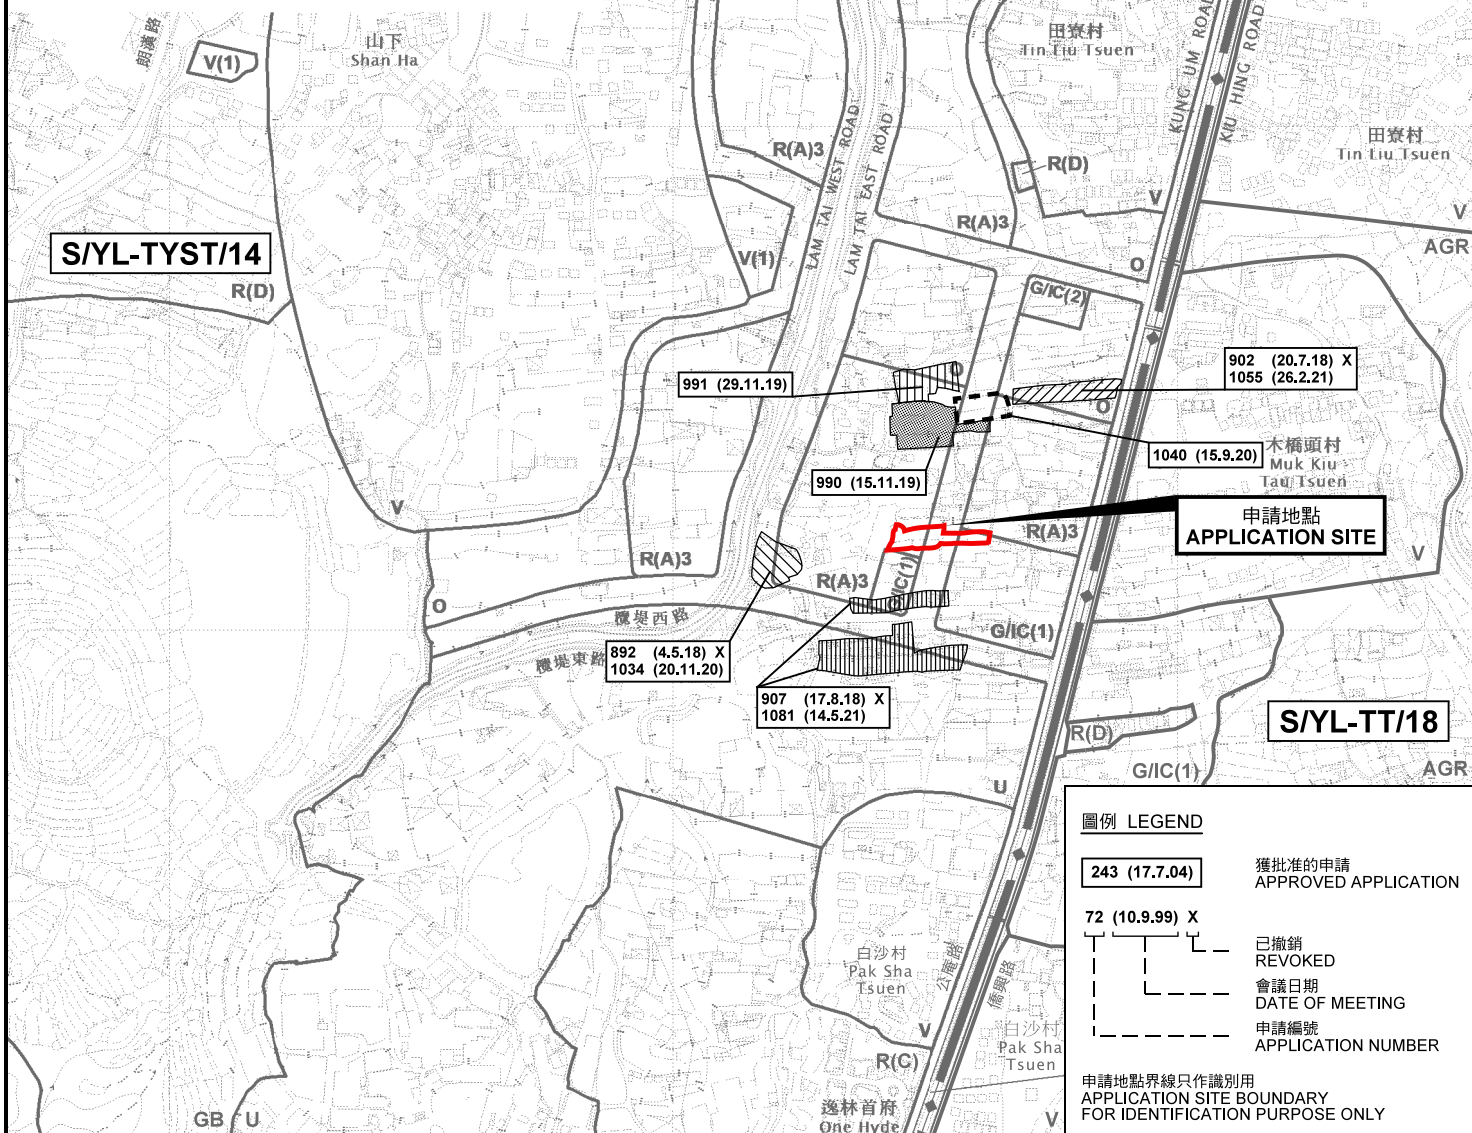 朗漢路
V(1)
山下
Shan Ha
田寮村
Tin Liu Tsuen
KUNG UM ROAD
KIU HING ROAD
田寮村
Tin Liu Tsuen
R(A)3
LAM TAI WEST ROAD
LAM TAI EAST ROAD
R(D)
V
V
R(A)3
AGR
S/YL-TYST/14
V(1)
O
R(D)
G/IC(2)
902 (20.7.18) X
1055 (26.2.21)
991 (29.11.19)
O
O
木橋頭村
Muk Kiu
Tau Tsuen
1040 (15.9.20)
990 (15.11.19)
V
申請地點
APPLICATION SITE
R(A)3
V
R(A)3
R(A)3
G/IC(1)
O
欖堤西路
G/IC(1)
欖堤東路
892 (4.5.18) X
1034 (20.11.20)
907 (17.8.18) X
1081 (14.5.21)
S/YL-TT/18
R(D)
G/IC(1)
AGR
U
圖例 LEGEND
243 (17.7.04)
獲批准的申請
APPROVED APPLICATION
72 (10.9.99) X
已撤銷
REVOKED
會議日期
DATE OF MEETING
申請編號
APPLICATION NUMBER
申請地點界線只作識別用
APPLICATION SITE BOUNDARY
FOR IDENTIFICATION PURPOSE ONLY
白沙村
Pak Sha
Tsuen
公庵路
僑興路
V
白沙村
Pak Sha
Tsuen
R(C)
逸林首府
One Hyde
GB
U
V